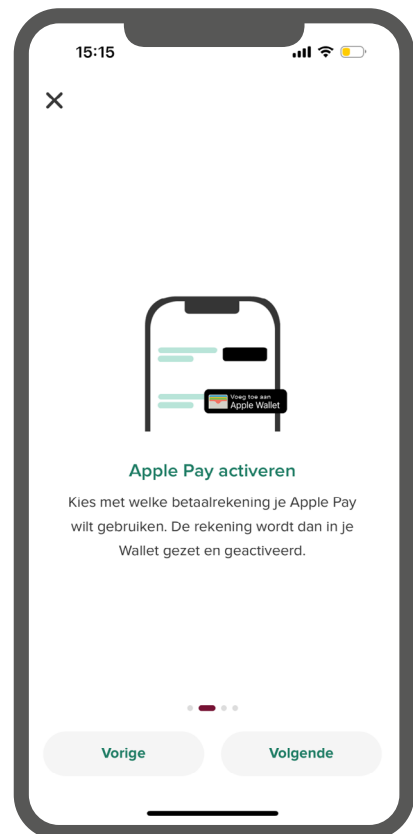 15:15
Voeg toe aan
Apple Wallet
Apple Pay activeren
Kies met welke betaalrekening je Apple Pay
wilt gebruiken. De rekening wordt dan in je
Wallet gezet en geactiveerd.
Vorige
Volgende